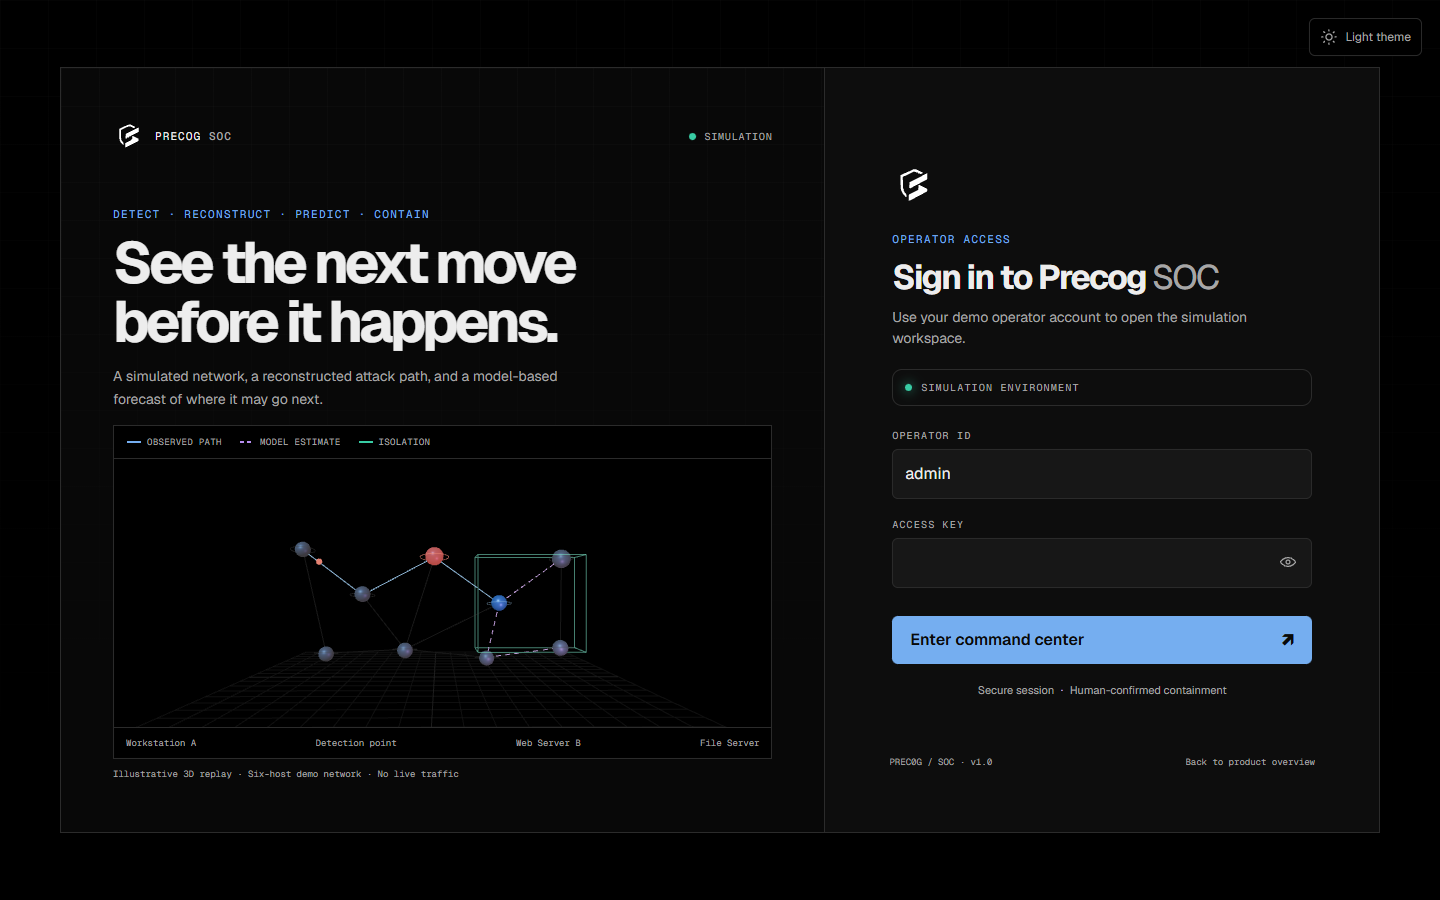 Light theme
PRECOG SOC
SIMULATION
DETECT · RECONSTRUCT · PREDICT · CONTAIN
See the next move
before it happens.
A simulated network, a reconstructed attack path, and a model-based
forecast of where it may go next.
OBSERVED PATH
MODEL ESTIMATE
ISOLATION
Workstation A
Detection point
Web Server B
File Server
Illustrative 3D replay · Six-host demo network · No live traffic
OPERATOR ACCESS
Sign in to Precog SOC
Use your demo operator account to open the simulation
workspace.
SIMULATION ENVIRONMENT
OPERATOR ID
admin
ACCESS KEY
Enter command center
Secure session · Human-confirmed containment
PREC0G / SOC · v1.0
Back to product overview